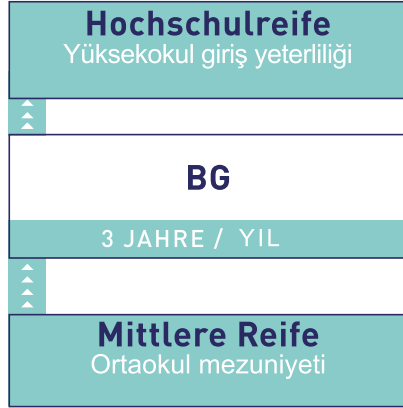 Hochschulreife
Yüksekokul giriş yeterliliği
BG
3 JAHRE / YIL
Mittlere Reife
Ortaokul mezuniyeti